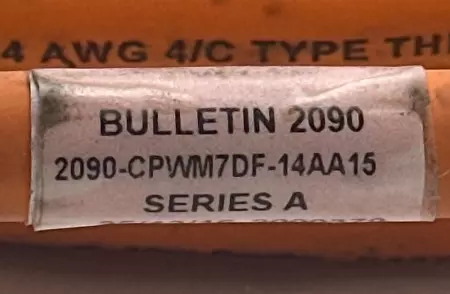 4 AWG 4/C TYPE
BULLETIN 2090
2090-CPWM7DF-14AA15
SERIES A